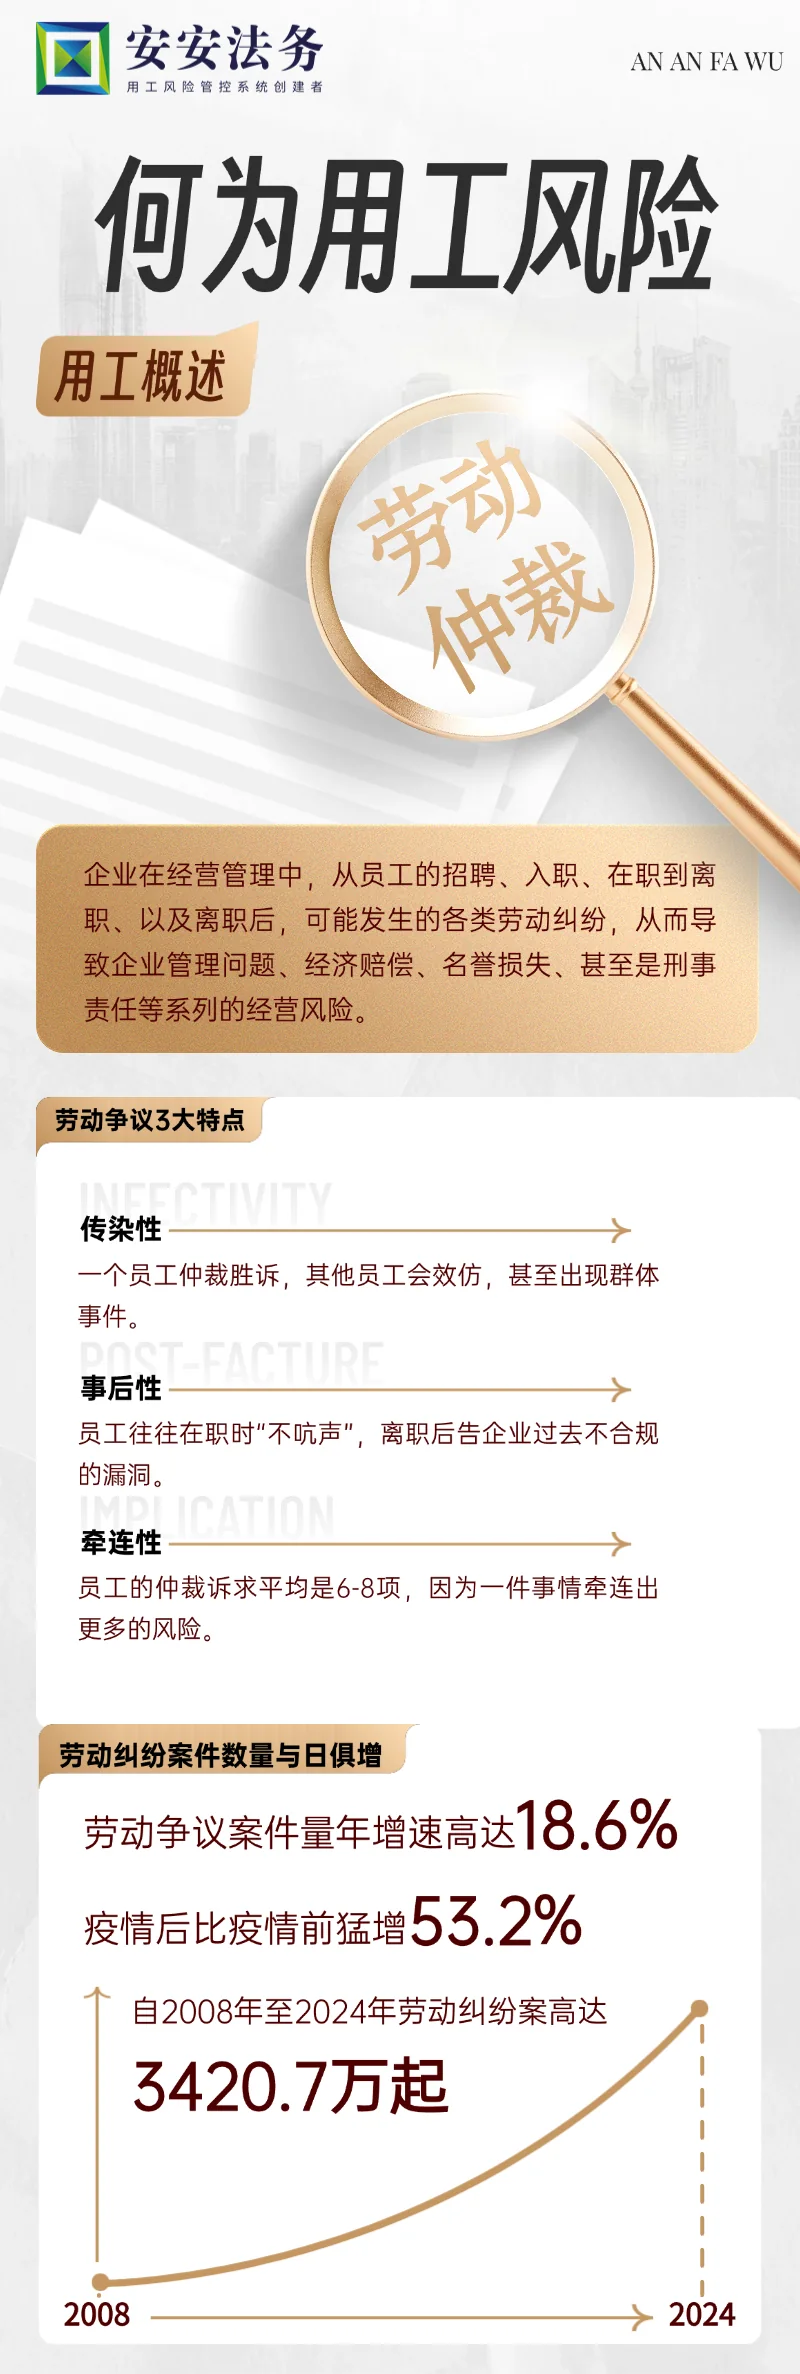 安安法务
用工风险管控系统创建者
AN AN FA WU
何为用工风险
用工概述
劳动
仲裁
企业在经营管理中，从员工的招聘、入职、在职到离
职、以及离职后，可能发生的各类劳动纠纷，从而导
致企业管理问题、经济赔偿、名誉损失、甚至是刑事
责任等系列的经营风险。
劳动争议3大特点
INFECTIVITY
传染性
一个员工仲裁胜诉，其他员工会效仿，甚至出现群体
事件。
POST-FACTURE
事后性
员工往往在职时“不吭声”，离职后告企业过去不合规
的漏洞。
IMPLICATION
牵连性
员工的仲裁诉求平均是6-8项，因为一件事情牵连出
更多的风险。
劳动纠纷案件数量与日俱增
劳动争议案件量年增速高达18.6%
疫情后比疫情前猛增53.2%
自2008年至2024年劳动纠纷案高达
3420.7万起
2008
2024